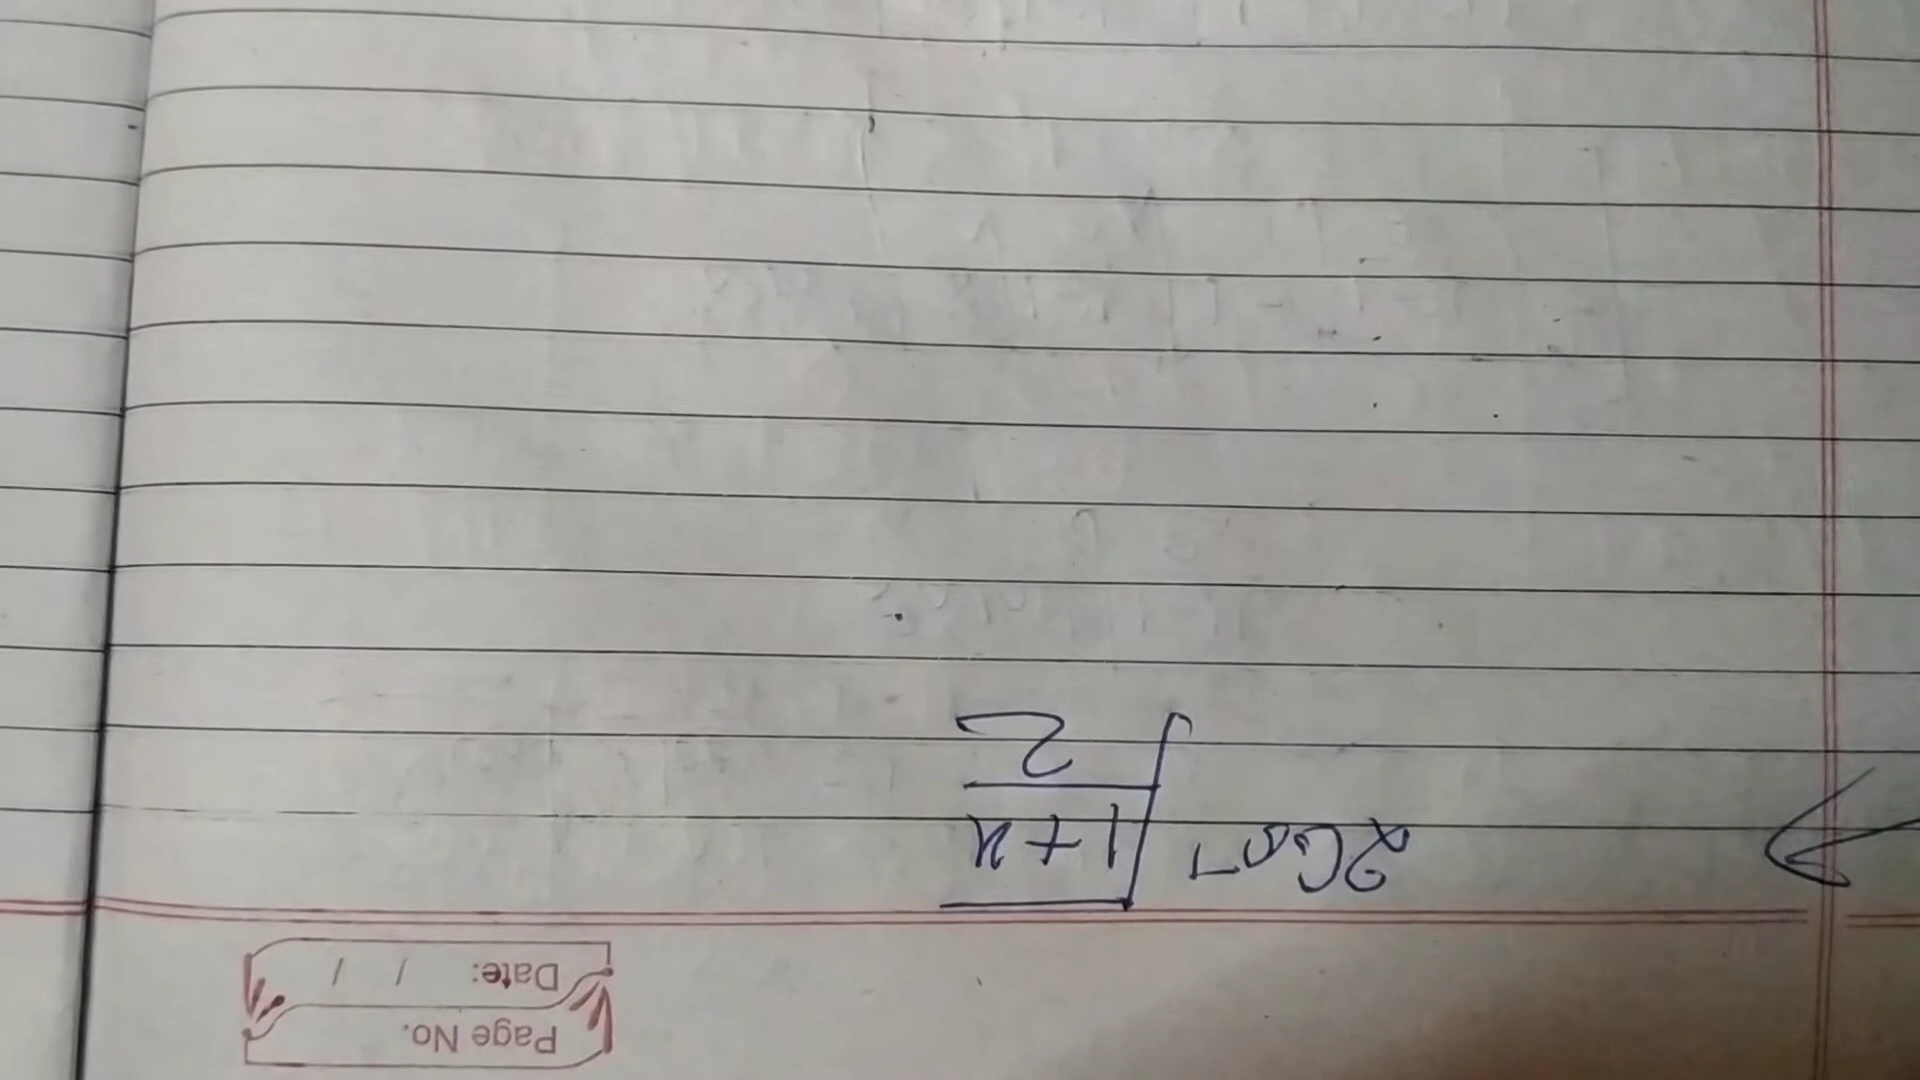 Page No.
Date: / /
2Cos⁻¹ √((1+x)/2)